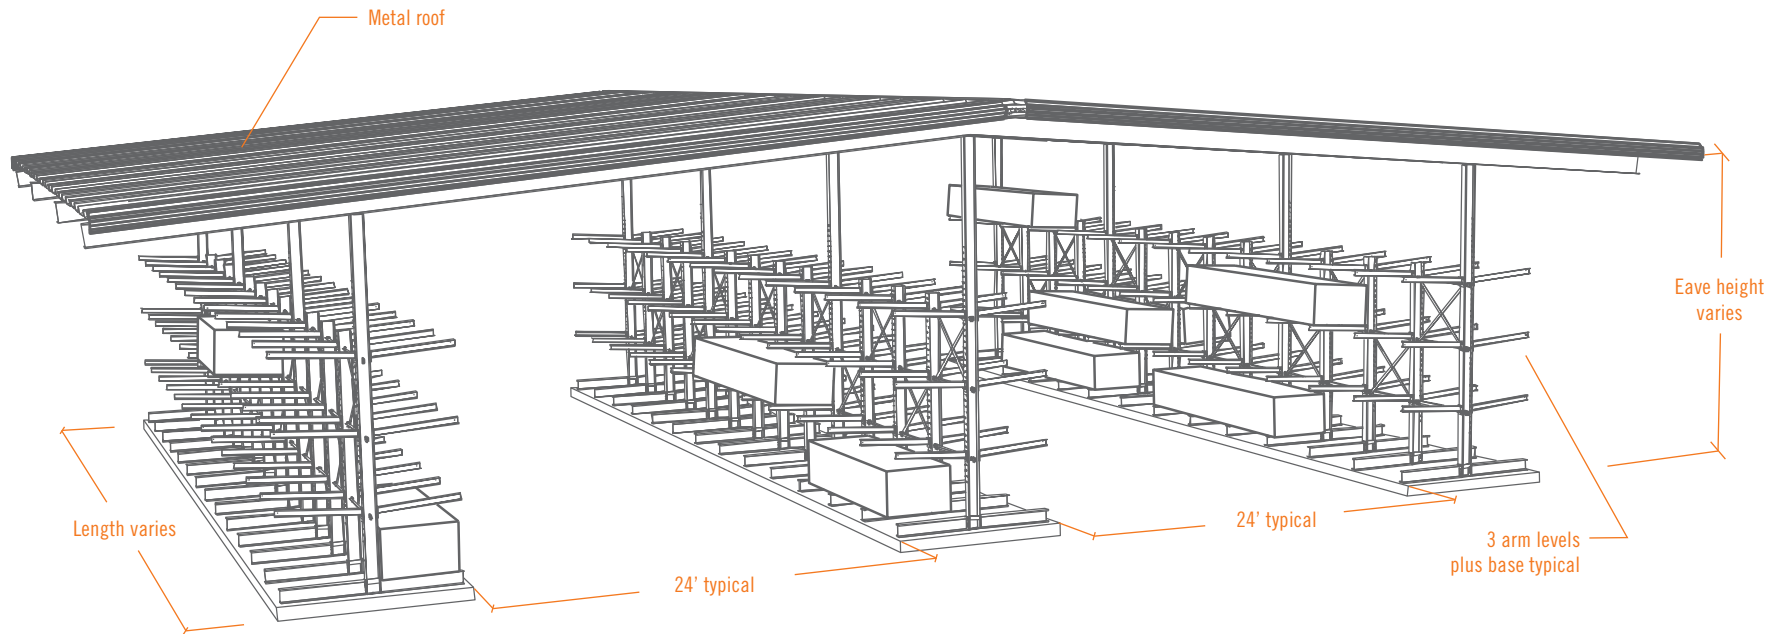 Metal roof
Eave height
varies
Length varies
24’ typical
24’ typical
3 arm levels
plus base typical